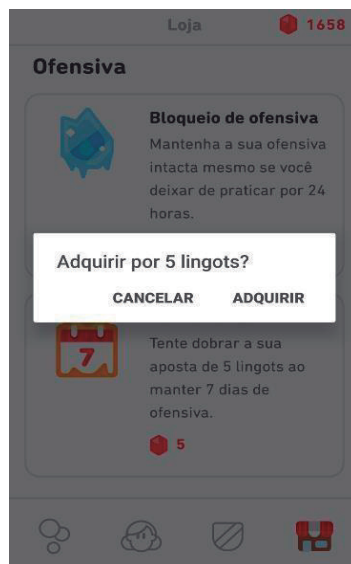 Loja
1658
Ofensiva
Bloqueio de ofensiva
Mantenha a sua ofensiva
intacta mesmo se você
deixar de praticar por 24
horas.
Adquirir por 5 lingots?
CANCELAR ADQUIRIR
7
Tente dobrar a sua
aposta de 5 lingots ao
manter 7 dias de
ofensiva.
5